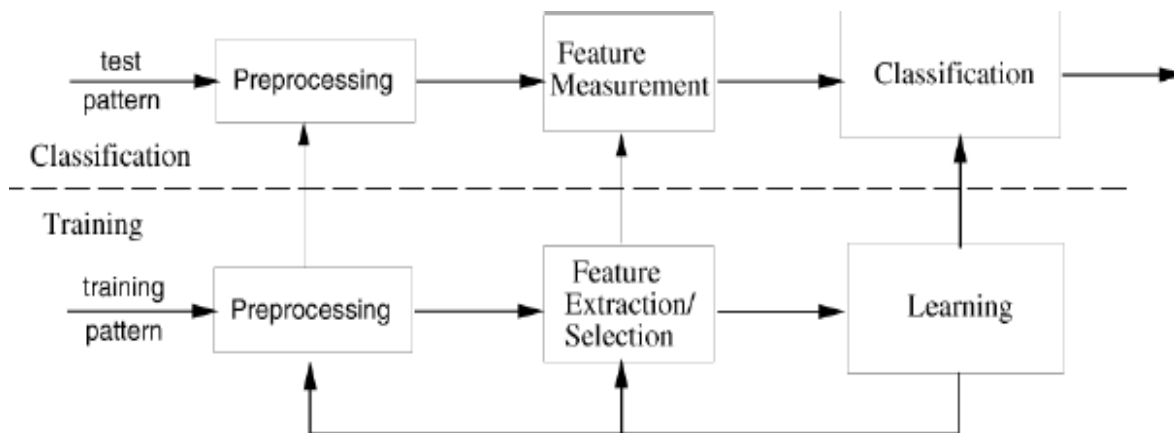 test
pattern
Preprocessing
Feature
Measurement
Classification
Classification
Training
training
pattern
Preprocessing
Feature
Extraction/
Selection
Learning